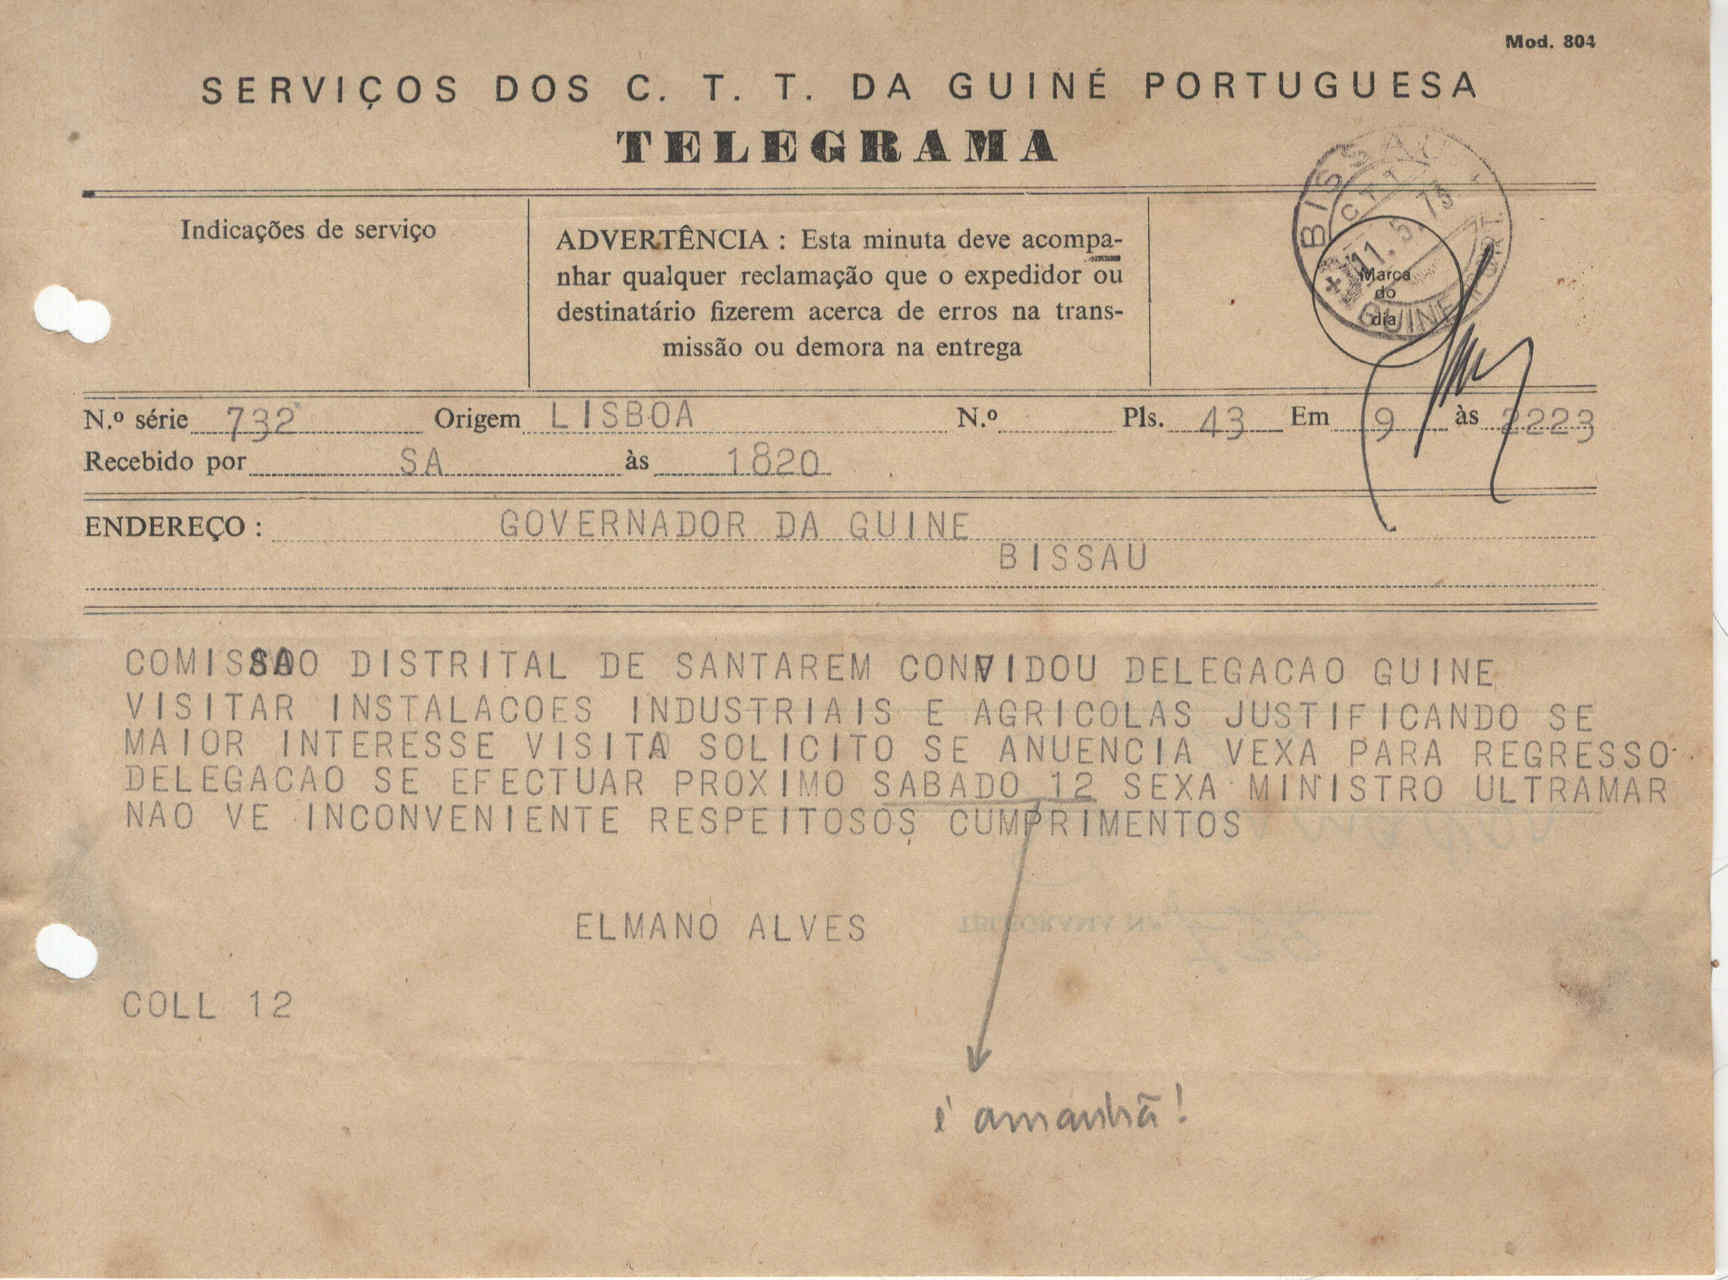 Mod. 804
SERVIÇOS DOS C. T. T. DA GUINÉ PORTUGUESA
TELEGRAMA
Indicações de serviço
ADVERTÊNCIA : Esta minuta deve acompa-
nhar qualquer reclamação que o expedidor ou
destinatário fizerem acerca de erros na trans-
missão ou demora na entrega
BISSAU
11. 5. 73
Marca
do
dia
GUINE
N.º série 732 Origem LISBOA N.º Pls. 43 Em 9 às 2223
Recebido por SA às 1820
ENDEREÇO : GOVERNADOR DA GUINE
BISSAU
COMISSAO DISTRITAL DE SANTAREM CONVIDOU DELEGACAO GUINE
VISITAR INSTALACOES INDUSTRIAIS E AGRICOLAS JUSTIFICANDO SE
MAIOR INTERESSE VISITA SOLICITO SE ANUENCIA VEXA PARA REGRESSO
DELEGACAO SE EFECTUAR PROXIMO SABADO 12 SEXA MINISTRO ULTRAMAR
NAO VE INCONVENIENTE RESPEITOSOS CUMPRIMENTOS
ELMANO ALVES
COLL 12
é amanhã!